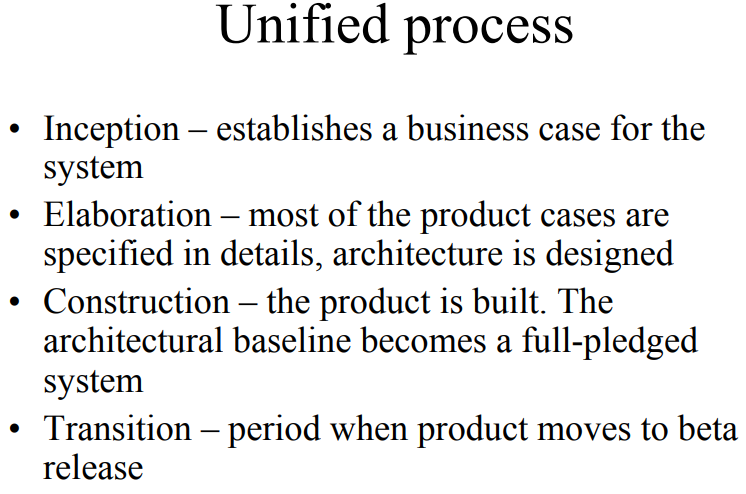 Unified process
• Inception – establishes a business case for the
system
• Elaboration – most of the product cases are
specified in details, architecture is designed
• Construction – the product is built. The
architectural baseline becomes a full-pledged
system
• Transition – period when product moves to beta
release